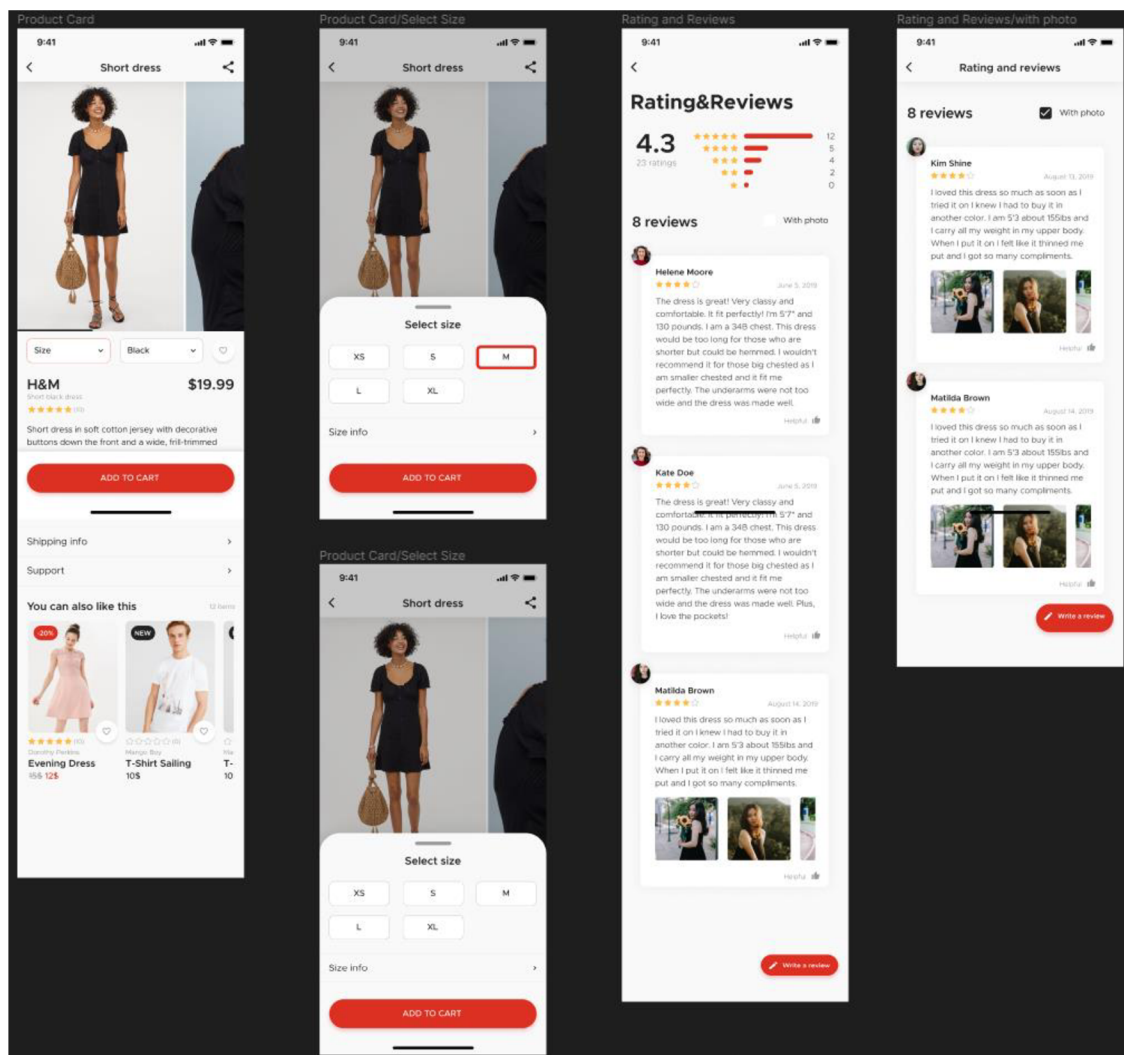 Product Card
9:41
Short dress
Size
Black
H&M
$19.99
Short black dress
(10)
Short dress in soft cotton jersey with decorative
buttons down the front and a wide, frill-trimmed
ADD TO CART
Shipping info
Support
You can also like this
12 items
-20%
NEW
(10)
(0)
Dorothy Perkins
Mango Boy
Ma
Evening Dress
T-Shirt Sailing
T-
15$ 12$
10$
10
Product Card/Select Size
9:41
Short dress
Select size
XS
S
M
L
XL
Size info
ADD TO CART
Product Card/Select Size
9:41
Short dress
Select size
XS
S
M
L
XL
Size info
ADD TO CART
Rating and Reviews
9:41
Rating&Reviews
4.3
23 ratings
12
5
4
2
0
8 reviews
With photo
Helene Moore
June 5, 2019
The dress is great! Very classy and
comfortable. It fit perfectly! I'm 5'7" and
130 pounds. I am a 34B chest. This dress
would be too long for those who are
shorter but could be hemmed. I wouldn't
recommend it for those big chested as I
am smaller chested and it fit me
perfectly. The underarms were not too
wide and the dress was made well.
Helpful
Kate Doe
June 5, 2019
The dress is great! Very classy and
comfortable. It fit perfectly! I'm 5'7" and
130 pounds. I am a 34B chest. This dress
would be too long for those who are
shorter but could be hemmed. I wouldn't
recommend it for those big chested as I
am smaller chested and it fit me
perfectly. The underarms were not too
wide and the dress was made well. Plus,
I love the pockets!
Helpful
Matilda Brown
August 14, 2019
I loved this dress so much as soon as I
tried it on I knew I had to buy it in
another color. I am 5'3 about 155lbs and
I carry all my weight in my upper body.
When I put it on I felt like it thinned me
put and I got so many compliments.
Helpful
Write a review
Rating and Reviews/with photo
9:41
Rating and reviews
8 reviews
With photo
Kim Shine
August 13, 2019
I loved this dress so much as soon as I
tried it on I knew I had to buy it in
another color. I am 5'3 about 155lbs and
I carry all my weight in my upper body.
When I put it on I felt like it thinned me
put and I got so many compliments.
Helpful
Matilda Brown
August 14, 2019
I loved this dress so much as soon as I
tried it on I knew I had to buy it in
another color. I am 5'3 about 155lbs and
I carry all my weight in my upper body.
When I put it on I felt like it thinned me
put and I got so many compliments.
Helpful
Write a review